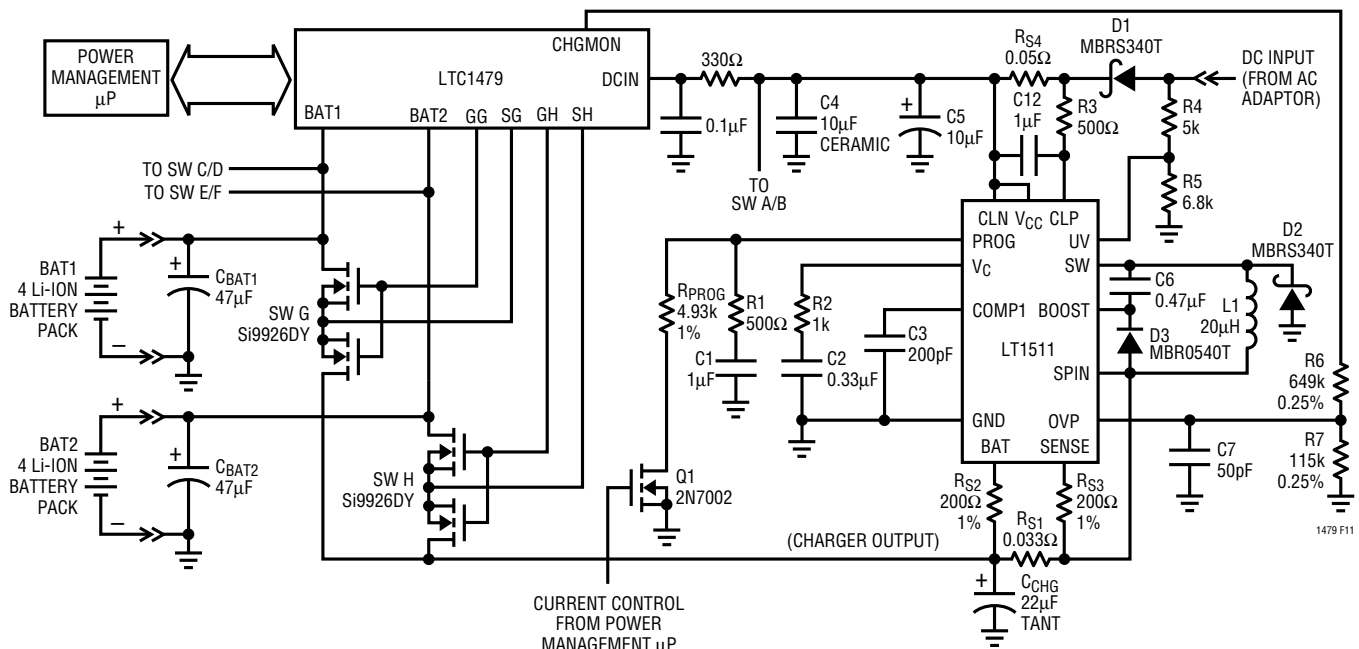 POWER
MANAGEMENT
µP
CHGMON
LTC1479
DCIN
BAT1
BAT2
GG
SG
GH
SH
330Ω
0.1µF
TO
SW A/B
C4
10µF
CERAMIC
+
C5
10µF
RS4
0.05Ω
C12
1µF
R3
500Ω
D1
MBRS340T
DC INPUT
(FROM AC
ADAPTOR)
R4
5k
R5
6.8k
TO SW C/D
TO SW E/F
+
BAT1
4 Li-ION
BATTERY
PACK
–
+
CBAT1
47µF
SW G
Si9926DY
+
BAT2
4 Li-ION
BATTERY
PACK
–
+
CBAT2
47µF
SW H
Si9926DY
RPROG
4.93k
1%
R1
500Ω
C1
1µF
R2
1k
C2
0.33µF
C3
200pF
CLN
VCC
CLP
PROG
UV
VC
SW
COMP1
BOOST
LT1511
SPIN
GND
OVP
BAT
SENSE
D2
MBRS340T
C6
0.47µF
L1
20µH
D3
MBR0540T
R6
649k
0.25%
R7
115k
0.25%
C7
50pF
Q1
2N7002
RS2
200Ω
1%
RS3
200Ω
1%
RS1
0.033Ω
(CHARGER OUTPUT)
+
CCHG
22µF
TANT
CURRENT CONTROL
FROM POWER
MANAGEMENT µP
1479 F11